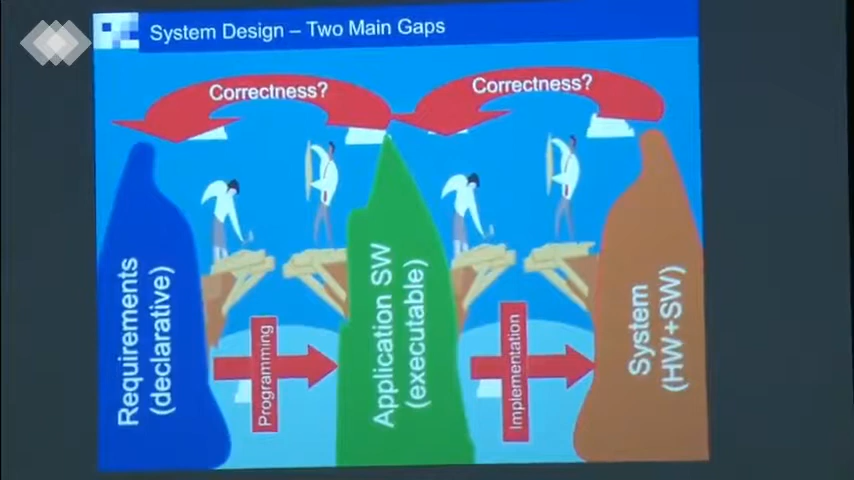 System Design – Two Main Gaps
Correctness?
Correctness?
Requirements
(declarative)
Programming
Application SW
(executable)
Implementation
System
(HW+SW)